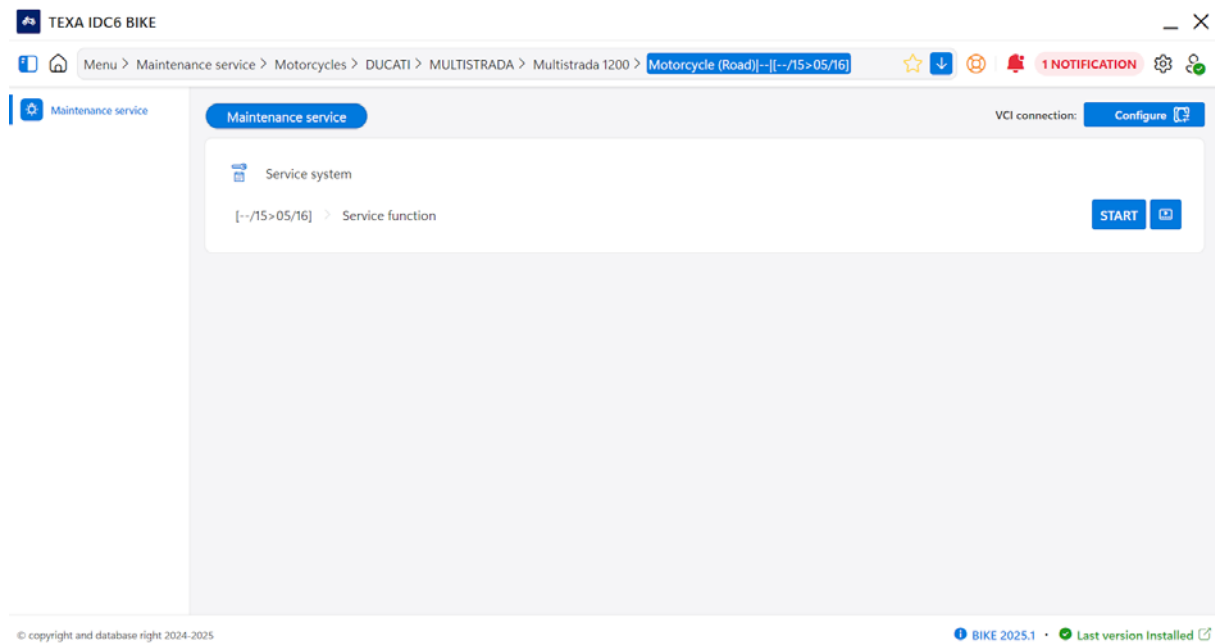 TEXA IDC6 BIKE
Menu > Maintenance service > Motorcycles > DUCATI > MULTISTRADA > Multistrada 1200 > Motorcycle (Road)|--|[--/15>05/16]
1 NOTIFICATION
Maintenance service
Maintenance service
VCI connection:
Configure
Service system
[--/15>05/16] > Service function
START
© copyright and database right 2024-2025
BIKE 2025.1 · Last version Installed